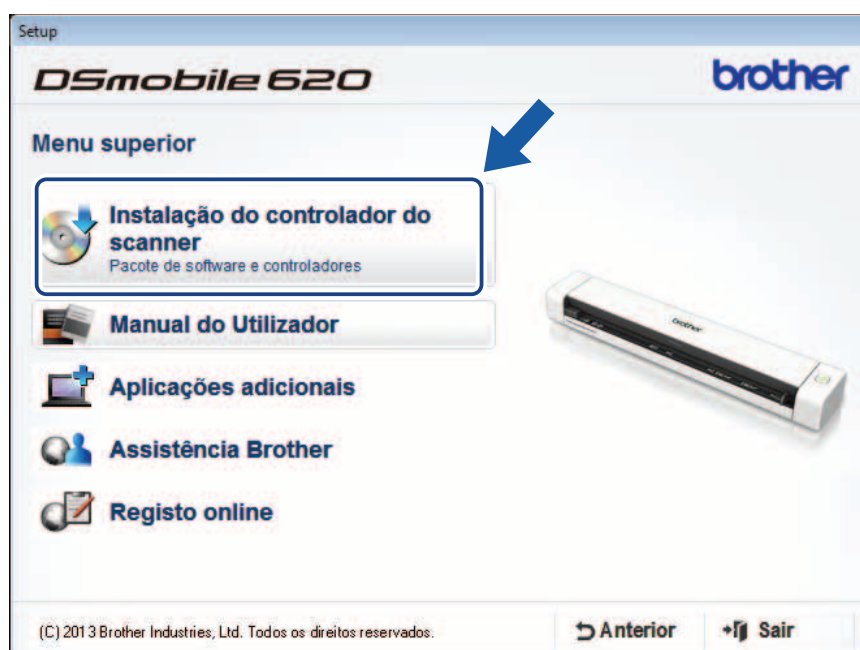 Setup
DSmobile 620
brother
Menu superior
Instalação do controlador do
scanner
Pacote de software e controladores
Manual do Utilizador
Aplicações adicionais
Assistência Brother
Registo online
brother
(C) 2013 Brother Industries, Ltd. Todos os direitos reservados.
Anterior
Sair